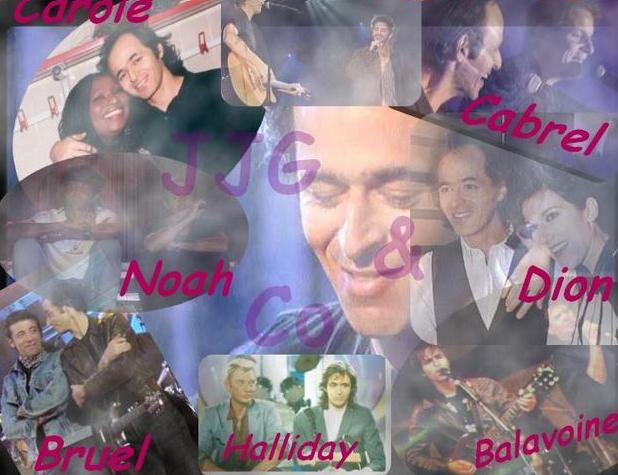 Carole
Cabrel
JJG
&
Co
Noah
Dion
Bruel
Halliday
Balavoine